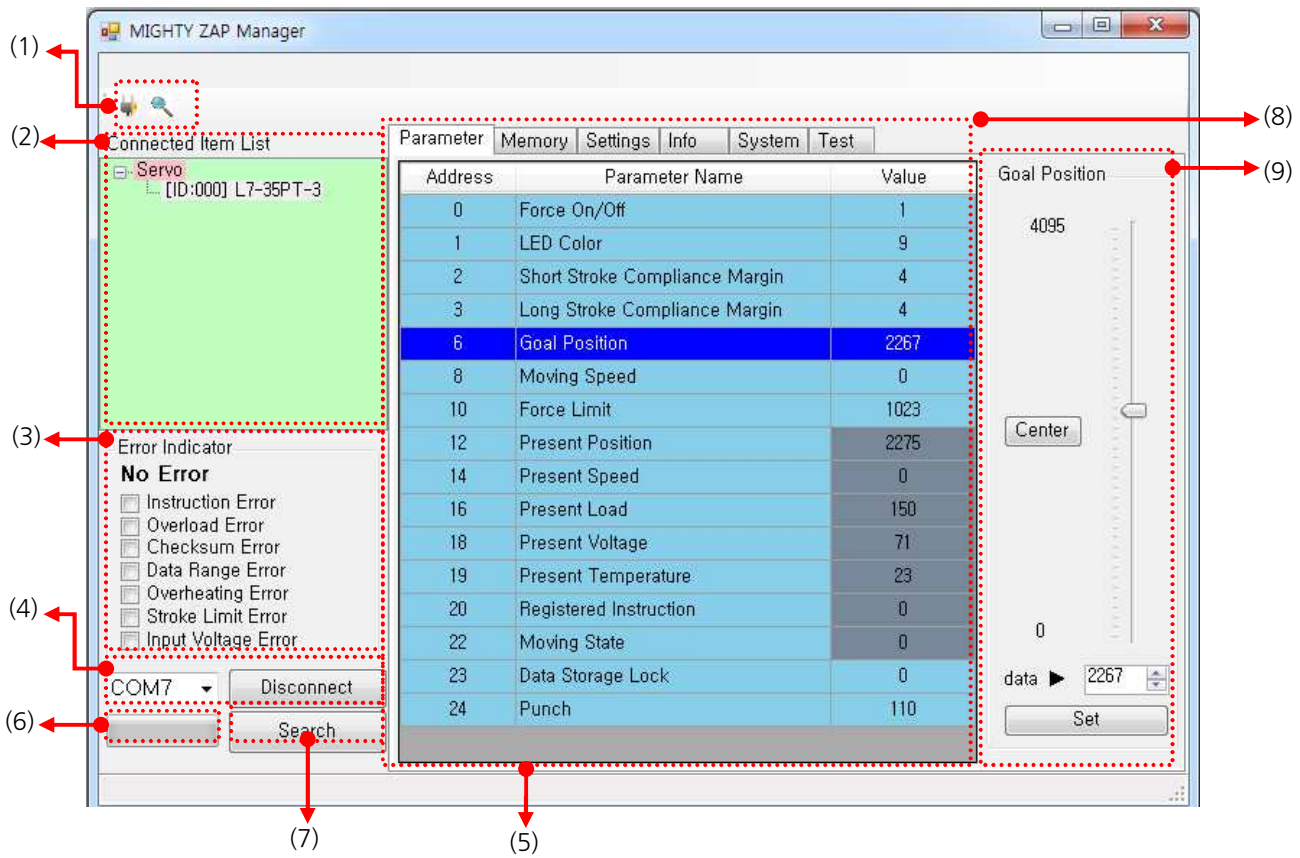 MIGHTY ZAP Manager
(1)
(2)
(8)
(9)
Connected Item List
Servo
[ID:000] L7-35PT-3
Parameter Memory Settings Info System Test
Address Parameter Name Value
0 Force On/Off 1
1 LED Color 9
2 Short Stroke Compliance Margin 4
3 Long Stroke Compliance Margin 4
6 Goal Position 2267
8 Moving Speed 0
10 Force Limit 1023
12 Present Position 2275
14 Present Speed 0
16 Present Load 150
18 Present Voltage 71
19 Present Temperature 23
20 Registered Instruction 0
22 Moving State 0
23 Data Storage Lock 0
24 Punch 110
Goal Position
4095
Center
0
data ▶ 2267
Set
(3)
Error Indicator
No Error
Instruction Error
Overload Error
Checksum Error
Data Range Error
Overheating Error
Stroke Limit Error
Input Voltage Error
(4)
COM7 Disconnect
(6)
Search
(7)
(5)